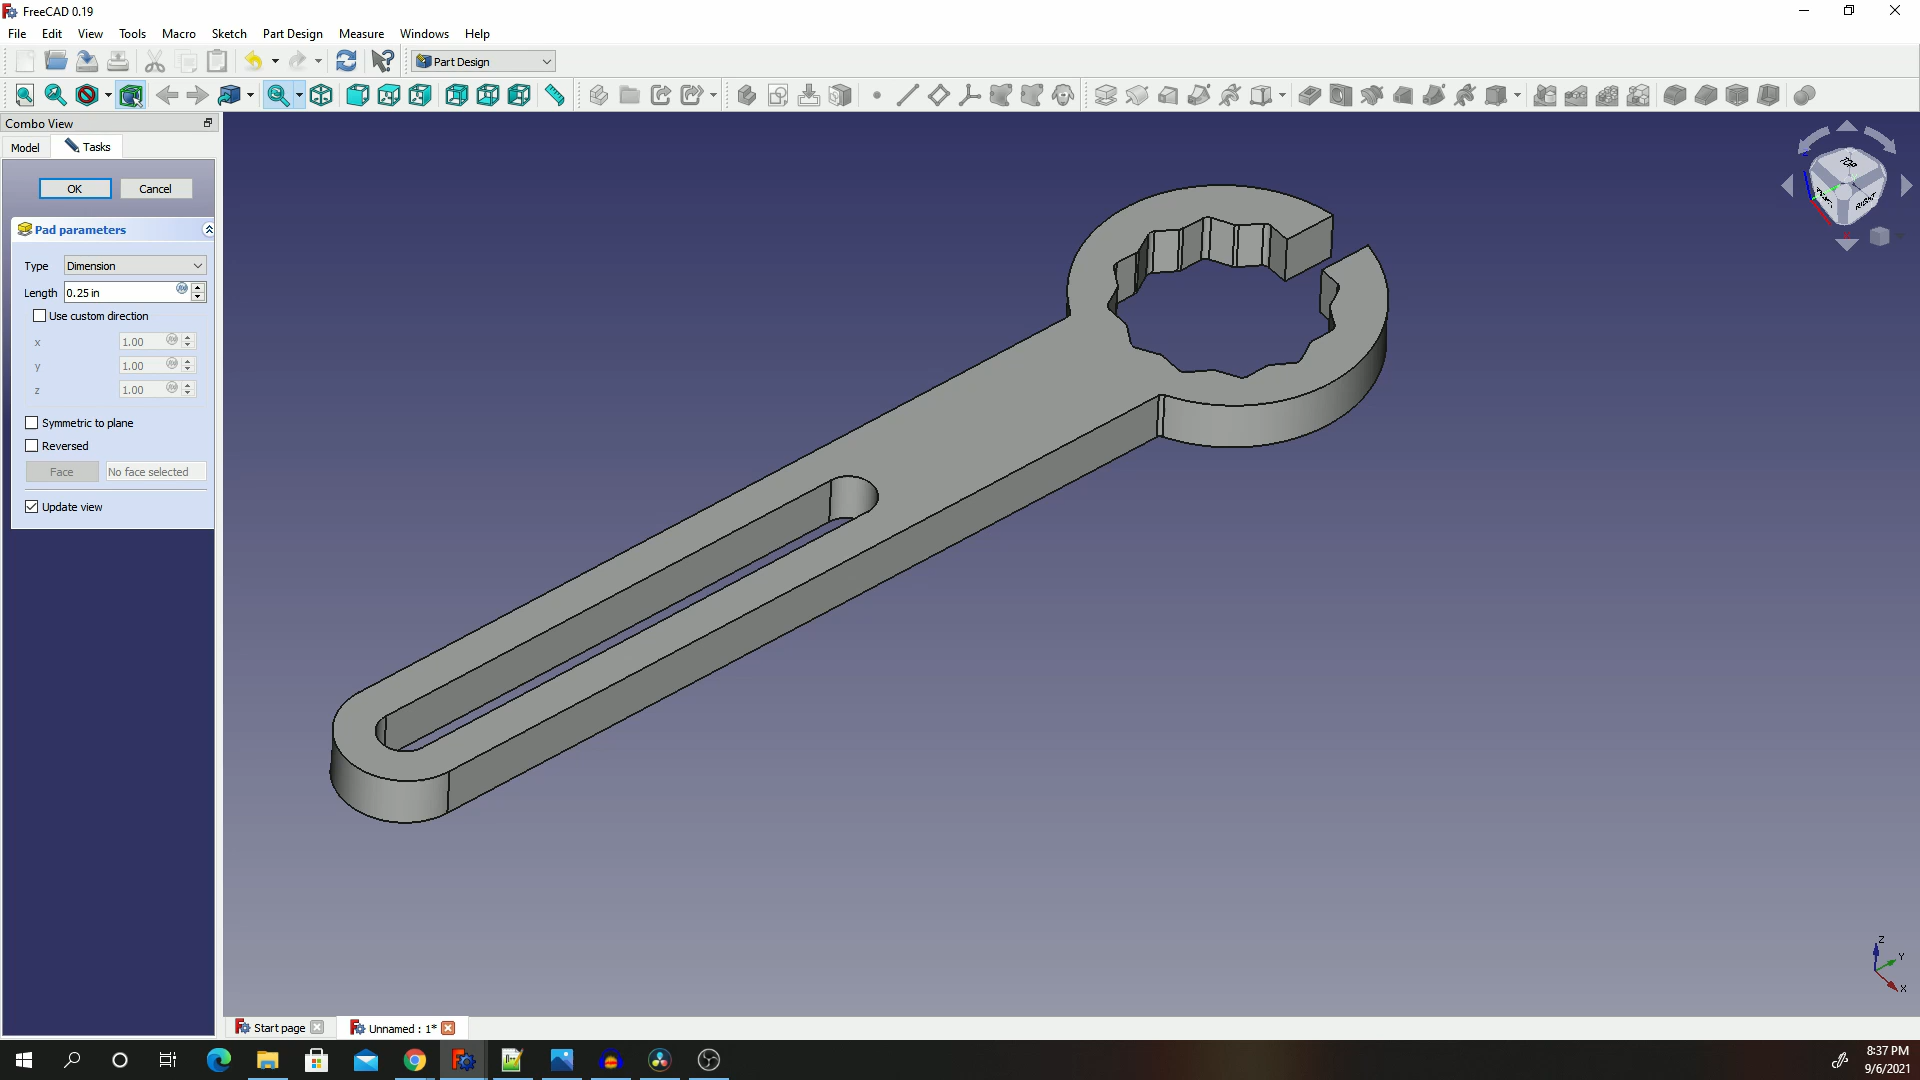 FreeCAD 0.19
File Edit View Tools Macro Sketch Part Design Measure Windows Help
Part Design
Combo View
Model Tasks
OK Cancel
Pad parameters
Type Dimension
Length 0.25 in
Use custom direction
x 1.00
y 1.00
z 1.00
Symmetric to plane
Reversed
Face No face selected
Update view
TOP
RIGHT
Z
Y
X
Start page Unnamed : 1*
8:37 PM
9/6/2021